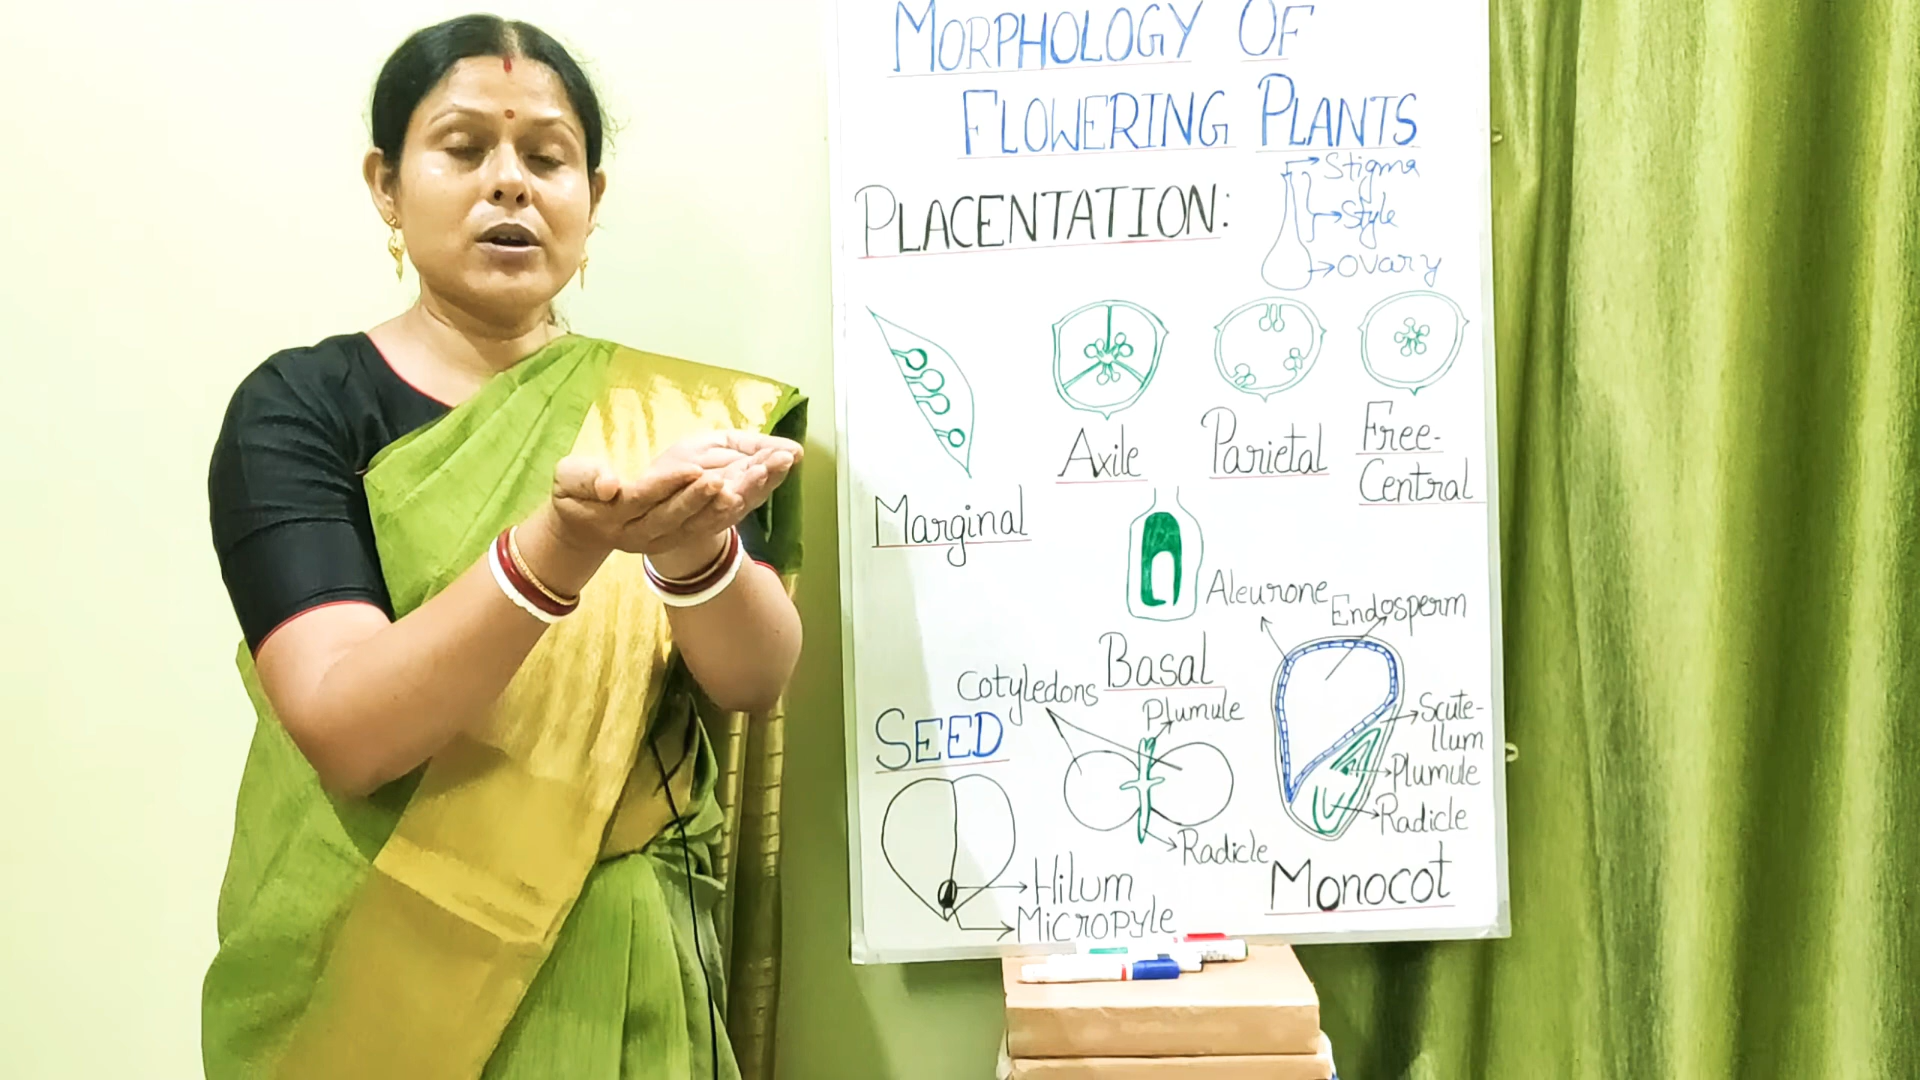 MORPHOLOGY OF
FLOWERING PLANTS
Stigma
Style
Ovary
PLACENTATION:
Marginal
Axile
Parietal
Free-
Central
Basal
Aleurone
Endosperm
Scute-
llum
Plumule
Radicle
Monocot
SEED
Cotyledons
Plumule
Radicle
Hilum
Micropyle